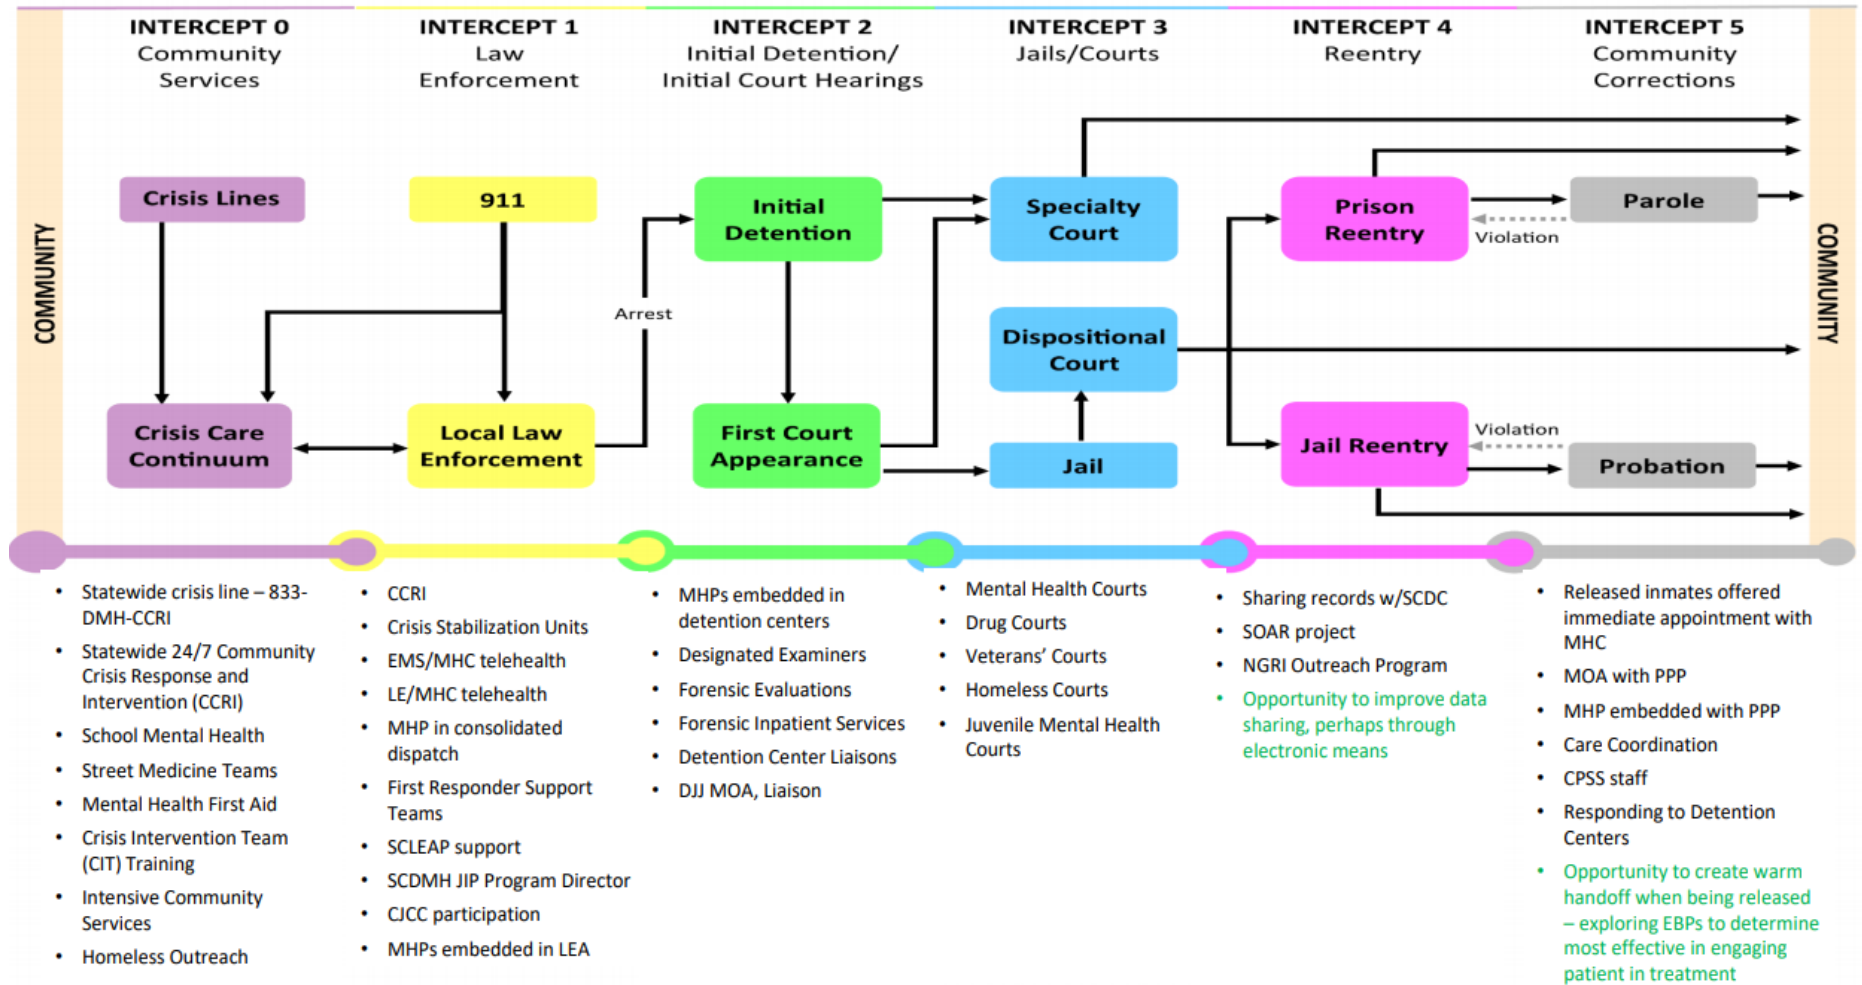 INTERCEPT 0
Community
Services
INTERCEPT 1
Law
Enforcement
INTERCEPT 2
Initial Detention/
Initial Court Hearings
INTERCEPT 3
Jails/Courts
INTERCEPT 4
Reentry
INTERCEPT 5
Community
Corrections
COMMUNITY
Crisis Lines
911
Initial
Detention
Specialty
Court
Prison
Reentry
Parole
Violation
COMMUNITY
Arrest
Dispositional
Court
Crisis Care
Continuum
Local Law
Enforcement
First Court
Appearance
Jail
Jail Reentry
Violation
Probation
• Statewide crisis line – 833-
DMH-CCRI
• Statewide 24/7 Community
Crisis Response and
Intervention (CCRI)
• School Mental Health
• Street Medicine Teams
• Mental Health First Aid
• Crisis Intervention Team
(CIT) Training
• Intensive Community
Services
• Homeless Outreach
• CCRI
• Crisis Stabilization Units
• EMS/MHC telehealth
• LE/MHC telehealth
• MHP in consolidated
dispatch
• First Responder Support
Teams
• SCLEAP support
• SCDMH JIP Program Director
• CJCC participation
• MHPs embedded in LEA
• MHPs embedded in
detention centers
• Designated Examiners
• Forensic Evaluations
• Forensic Inpatient Services
• Detention Center Liaisons
• DJJ MOA, Liaison
• Mental Health Courts
• Drug Courts
• Veterans' Courts
• Homeless Courts
• Juvenile Mental Health
Courts
• Sharing records w/SCDC
• SOAR project
• NGRI Outreach Program
• Opportunity to improve data
sharing, perhaps through
electronic means
• Released inmates offered
immediate appointment with
MHC
• MOA with PPP
• MHP embedded with PPP
• Care Coordination
• CPSS staff
• Responding to Detention
Centers
• Opportunity to create warm
handoff when being released
– exploring EBPs to determine
most effective in engaging
patient in treatment